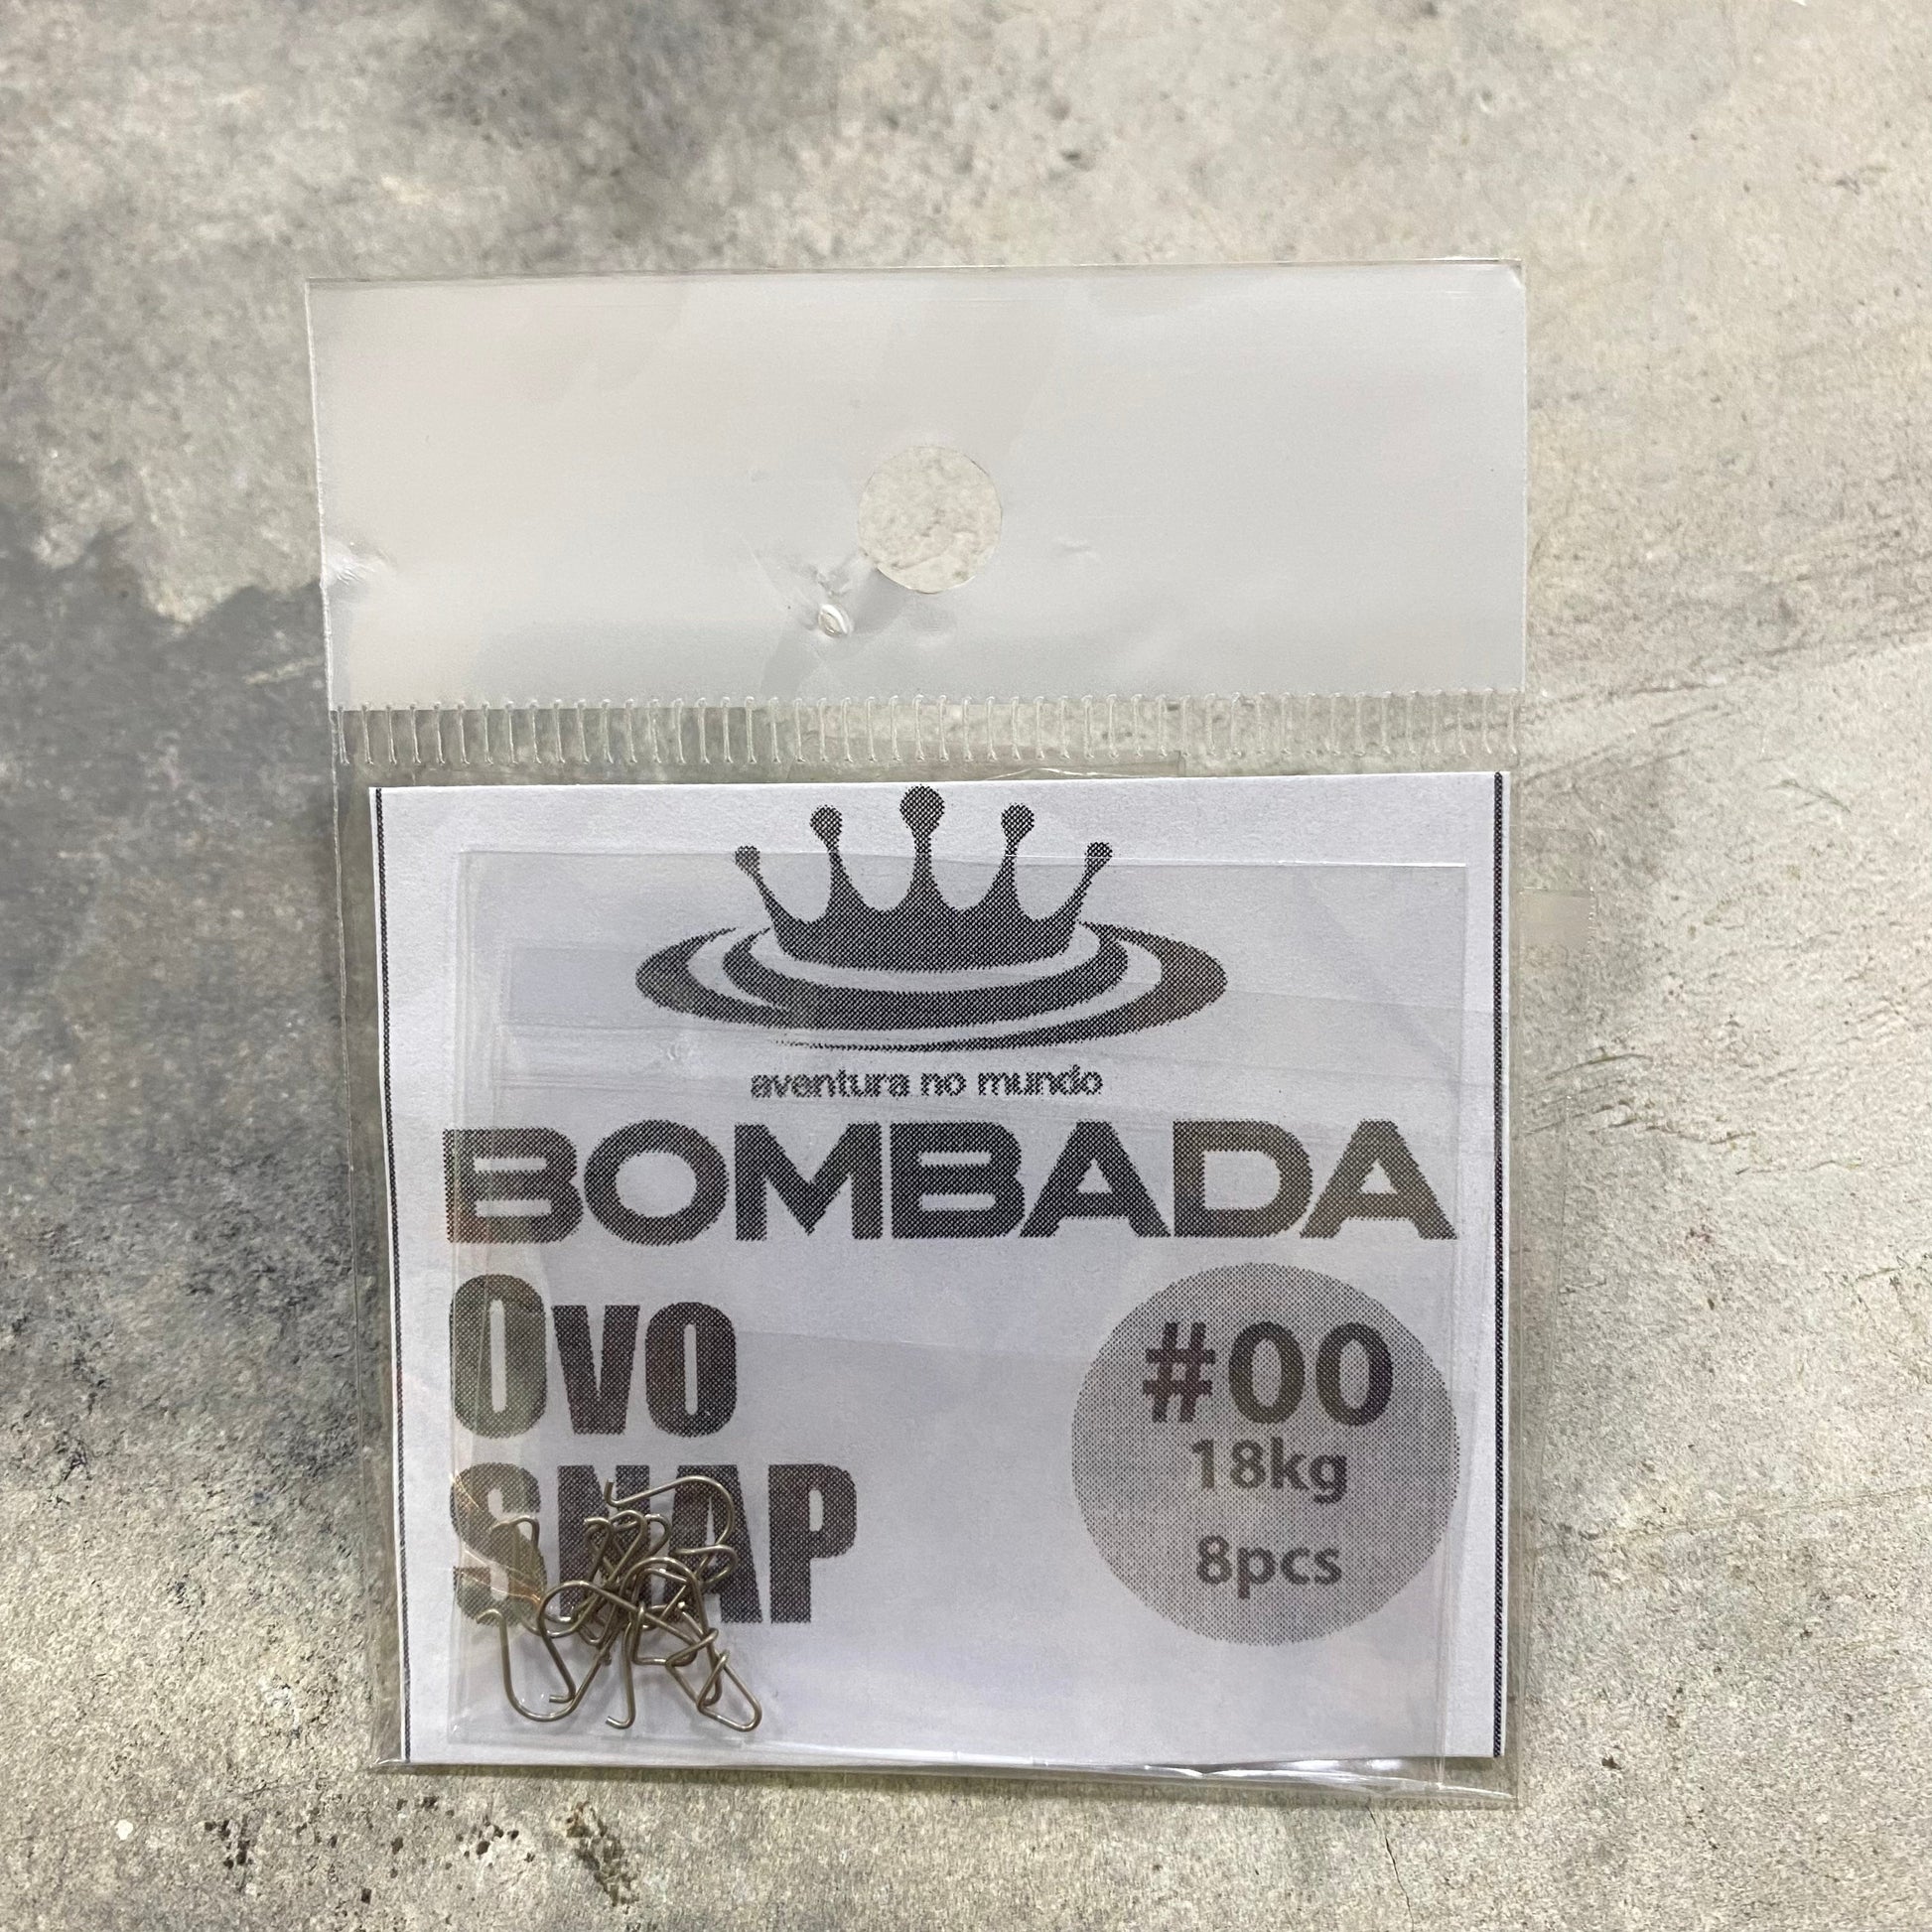 aventura no mundo
BOMBADA
OVO
SNAP
#00
18kg
8pcs